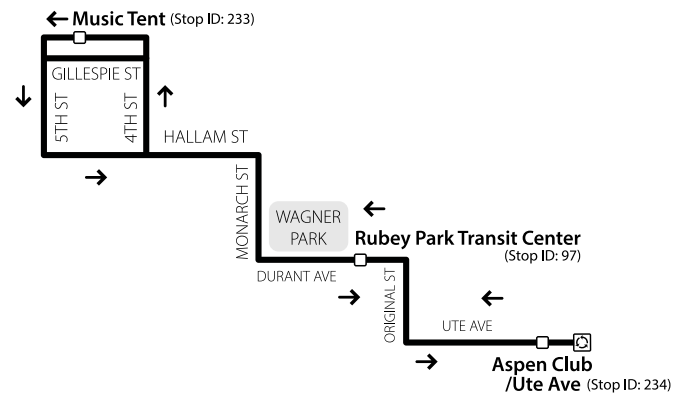 Music Tent (Stop ID: 233)
GILLESPIE ST
5TH ST
4TH ST
HALLAM ST
MONARCH ST
WAGNER
PARK
Rubey Park Transit Center
(Stop ID: 97)
DURANT AVE
ORIGINAL ST
UTE AVE
Aspen Club
/Ute Ave (Stop ID: 234)